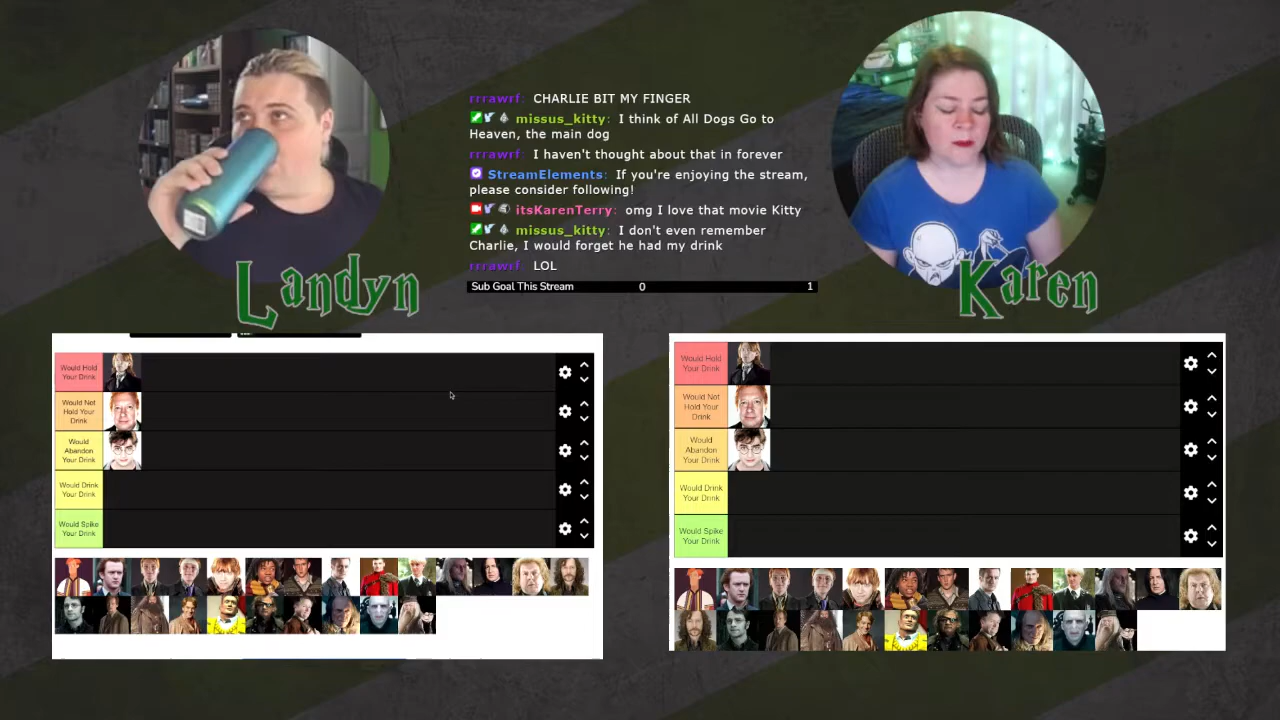 rrrawrf: CHARLIE BIT MY FINGER
missus_kitty: I think of All Dogs Go to
Heaven, the main dog
rrrawrf: I haven't thought about that in forever
StreamElements: If you're enjoying the stream,
please consider following!
itsKarenTerry: omg I love that movie Kitty
missus_kitty: I don't even remember
Charlie, I would forget he had my drink
rrrawrf: LOL
Sub Goal This Stream 0 1
Landyn
Karen
Would Hold
Your Drink
Would Not
Hold Your
Drink
Would
Abandon
Your Drink
Would Drink
Your Drink
Would Spike
Your Drink
Would Hold
Your Drink
Would Not
Hold Your
Drink
Would
Abandon
Your Drink
Would Drink
Your Drink
Would Spike
Your Drink